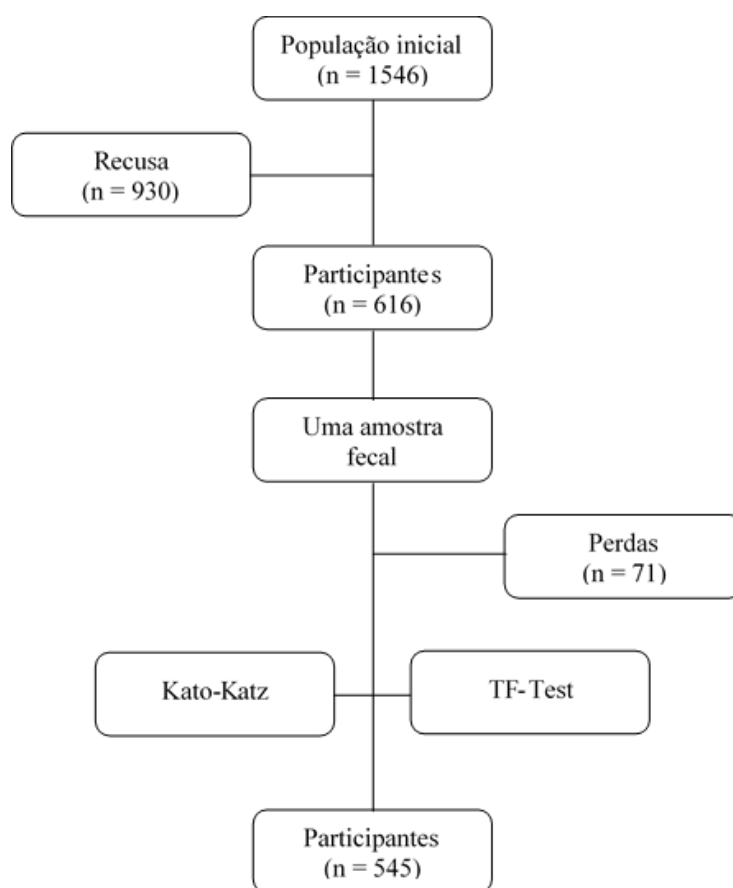 População inicial
(n = 1546)
Recusa
(n = 930)
Participantes
(n = 616)
Uma amostra
fecal
Perdas
(n = 71)
Kato-Katz
TF-Test
Participantes
(n = 545)